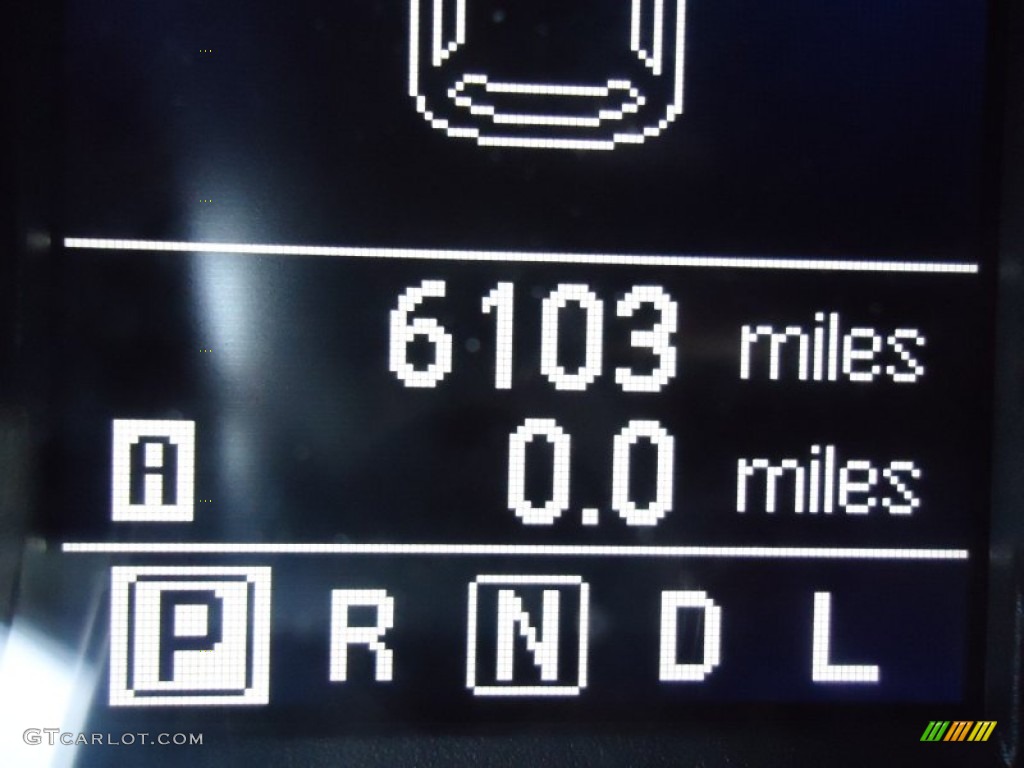 6103 miles
A 0.0 miles
P R N D L
GTCARLOT.COM